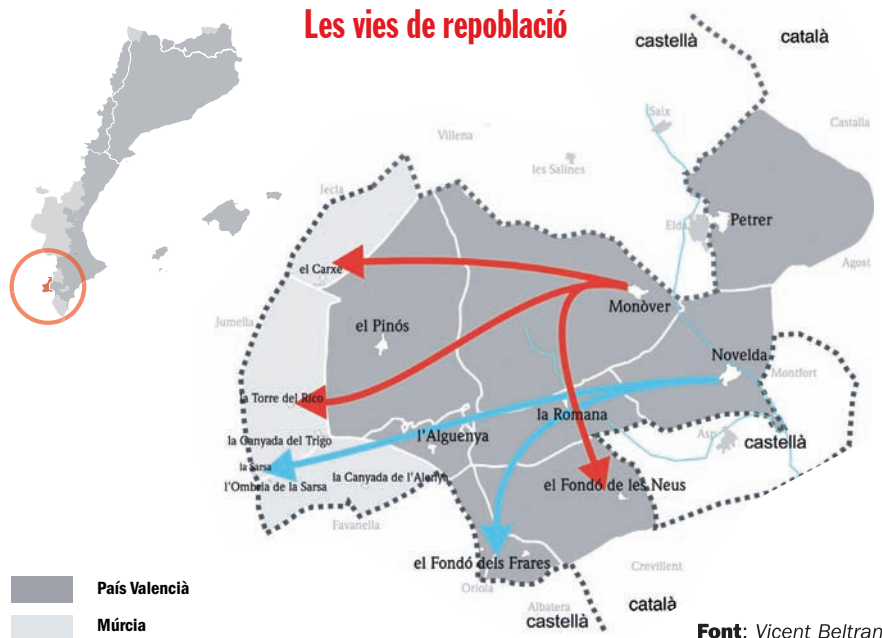 Les vies de repoblació
castellà
català
Saix
Castalla
Villena
les Salines
Jecla
Elda
Petrer
el Carxe
Agost
Monòver
Jumella
el Pinós
Novelda
Montfort
la Torre del Rico
la Romana
l'Alguenya
la Canyada del Trigo
Asp
castellà
la Sarsa
la Canyada de l'Alenya
l'Ombria de la Sarsa
el Fondó de les Neus
Favanella
el Fondó dels Frares
Crevillent
País Valencià
Oriola
Albatera
català
castellà
Múrcia
Font: Vicent Beltran